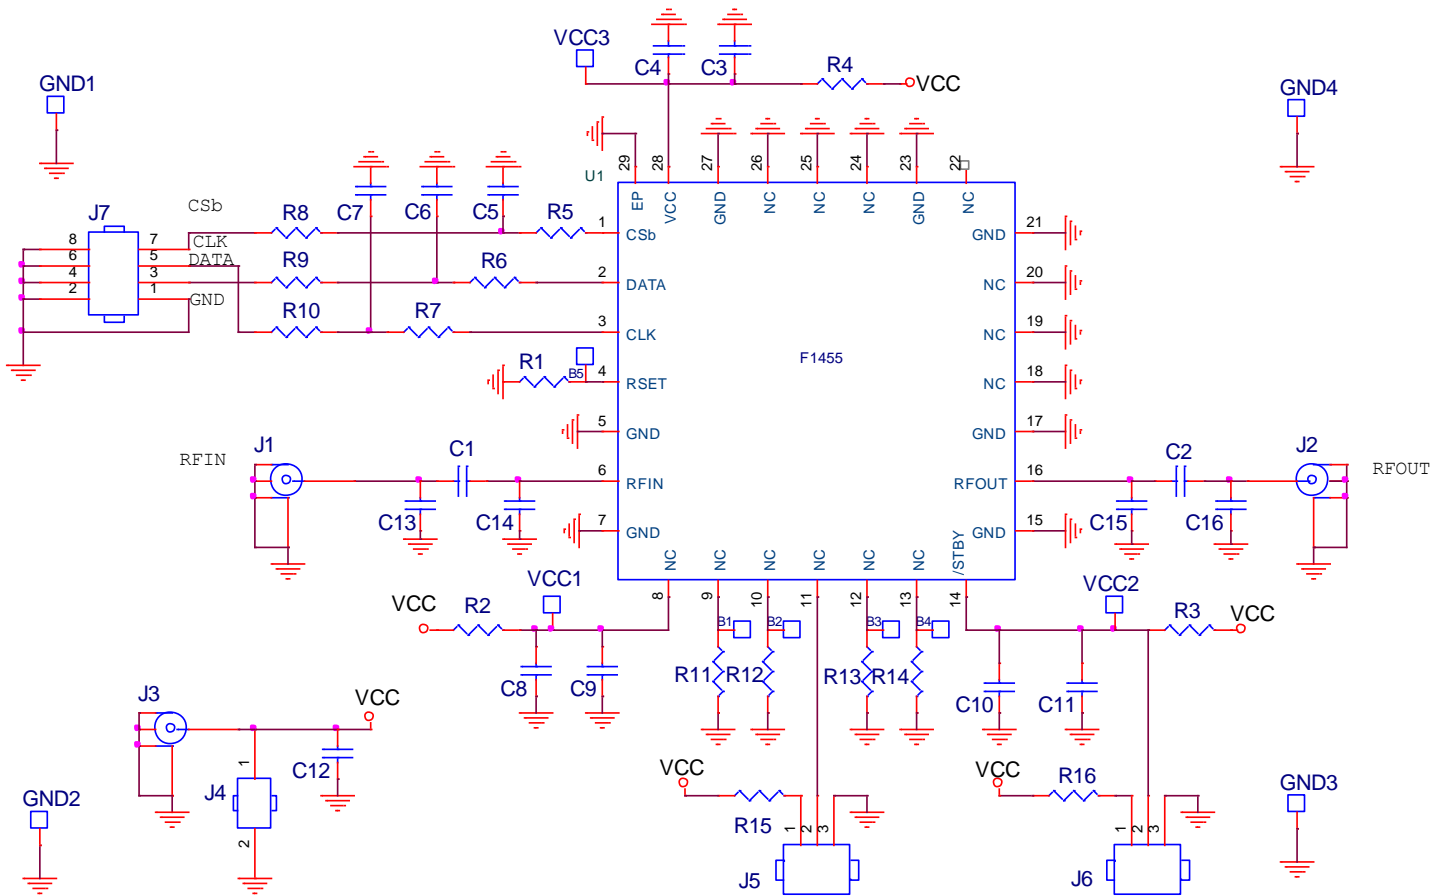 VCC3
C4
C3
R4
VCC
GND1
GND4
29
28
27
26
25
24
23
22
U1
EP
VCC
GND
NC
NC
NC
GND
NC
J7
CSb
R8
C7
C6
C5
R5
1
CSb
GND
21
8
7
CLK
6
5
DATA
R9
R6
2
DATA
NC
20
4
3
2
1
GND
R10
R7
3
CLK
NC
19
F1455
R1
B5
4
RSET
NC
18
5
GND
GND
17
RFIN
J1
C1
6
RFIN
RFOUT
16
C2
J2
RFOUT
C13
C14
7
GND
GND
15
C15
C16
NC
NC
NC
NC
NC
NC
/STBY
8
9
10
11
12
13
14
VCC
R2
VCC1
B1
B2
B3
B4
VCC2
R3
VCC
C8
C9
R11
R12
R13
R14
C10
C11
J3
VCC
C12
1
J4
2
GND2
VCC
R15
1
2
3
J5
VCC
R16
1
2
3
J6
GND3